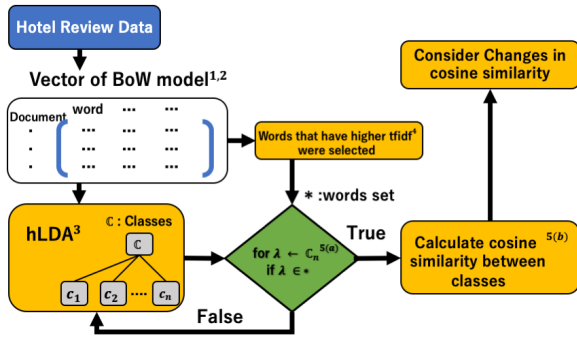 Hotel Review Data
Vector of BoW model1,2
Document word ... ...
. ... ... ...
. ... ... ...
. ... ... ...
Words that have higher tfidf4
were selected
* :words set
Consider Changes in
cosine similarity
hLDA3
ℂ : Classes
ℂ
c1 c2 .... cn
for λ ← ℂn 5(a)
if λ ∈ *
True
False
Calculate cosine 5(b)
similarity between
classes